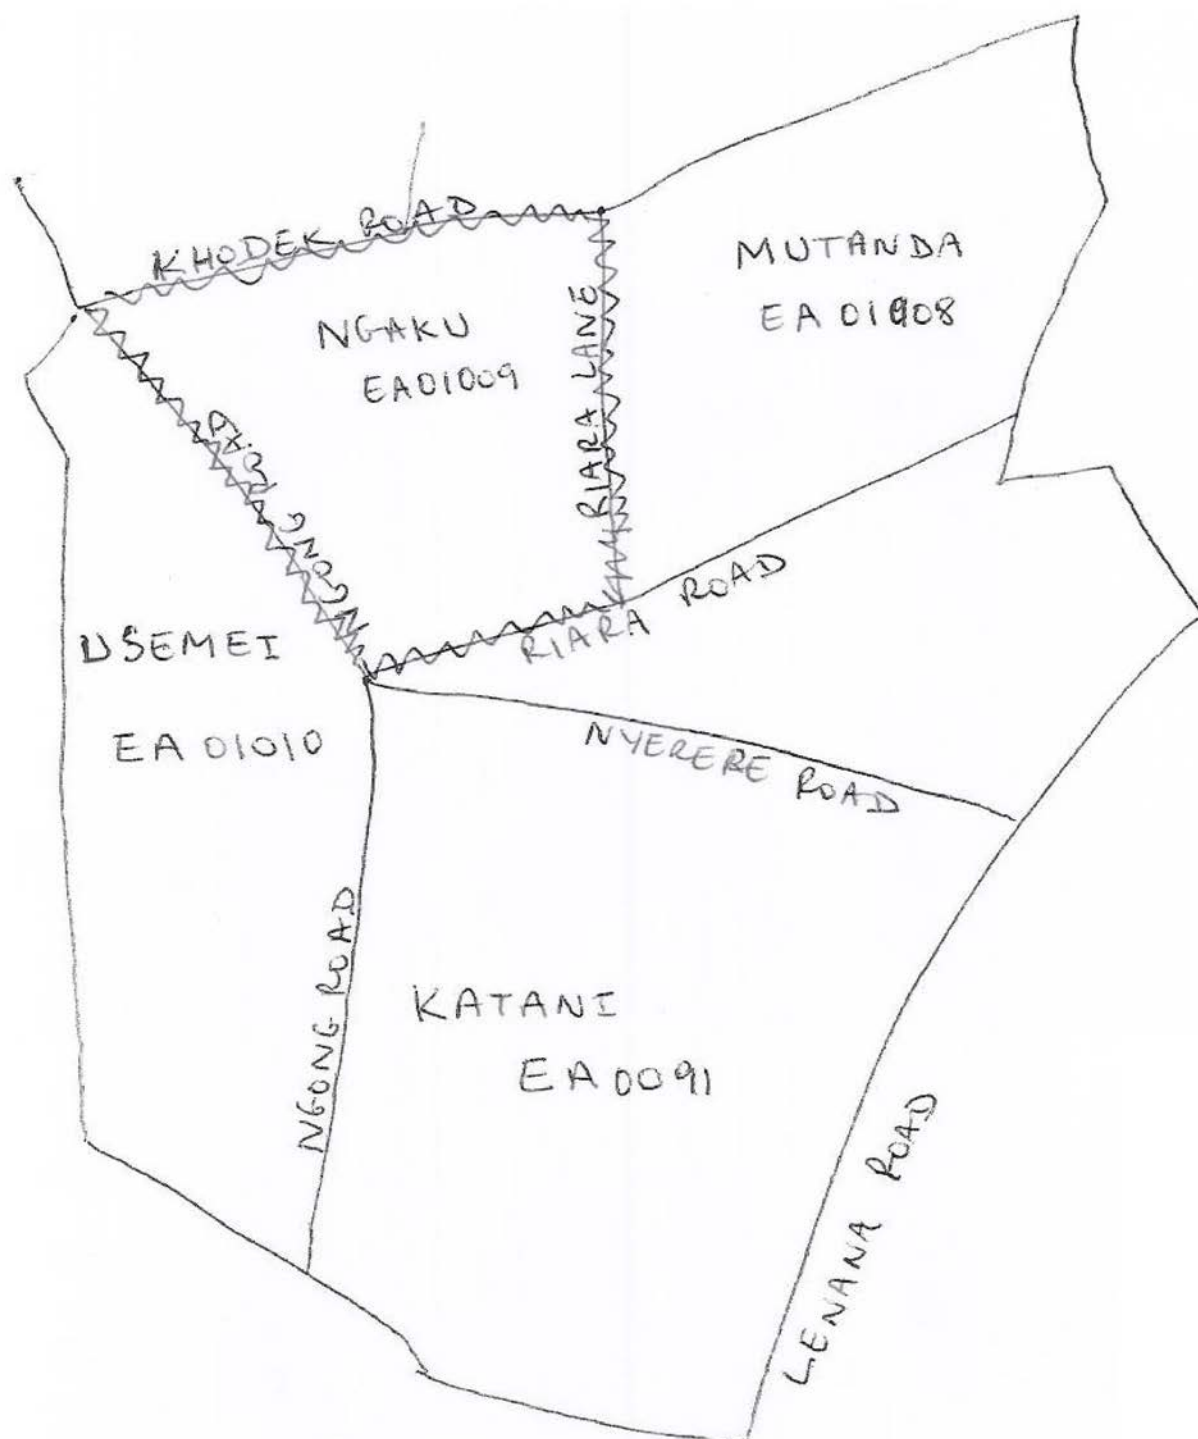 KHODEK ROAD
NGAKU
EA01009
RIARA LANE
MUTANDA
EA 01908
NGONG ROAD
RIARA ROAD
USEMEI
EA 01010
NYERERE ROAD
NGONG ROAD
KATANI
EA 0091
LENANA ROAD